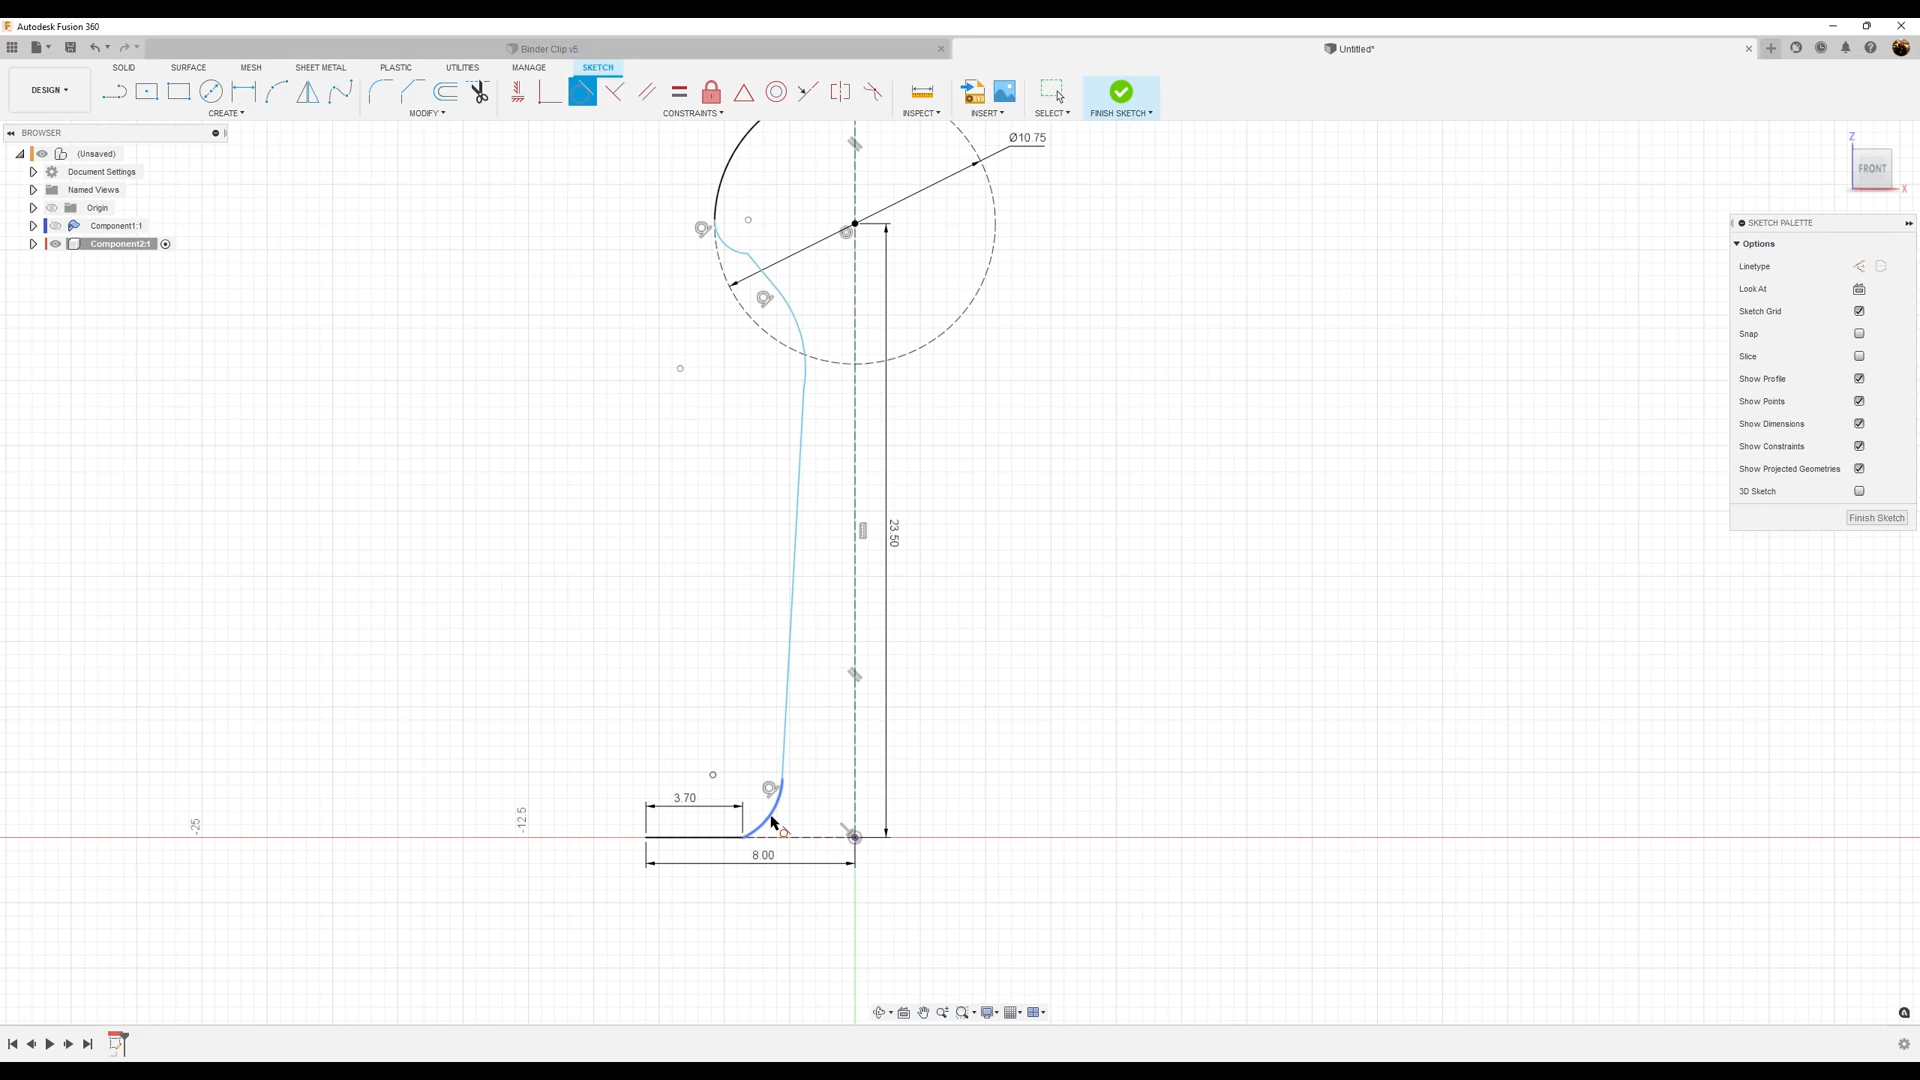 Autodesk Fusion 360
Binder Clip v5
Untitled*
SOLID
SURFACE
MESH
SHEET METAL
PLASTIC
UTILITIES
MANAGE
SKETCH
DESIGN
CREATE
MODIFY
CONSTRAINTS
INSPECT
INSERT
SELECT
FINISH SKETCH
BROWSER
(Unsaved)
Document Settings
Named Views
Origin
Component1:1
Component2:1
Ø10.75
23.50
3.70
8.00
-25
-12.5
Z
FRONT
X
SKETCH PALETTE
Options
Linetype
Look At
Sketch Grid
Snap
Slice
Show Profile
Show Points
Show Dimensions
Show Constraints
Show Projected Geometries
3D Sketch
Finish Sketch